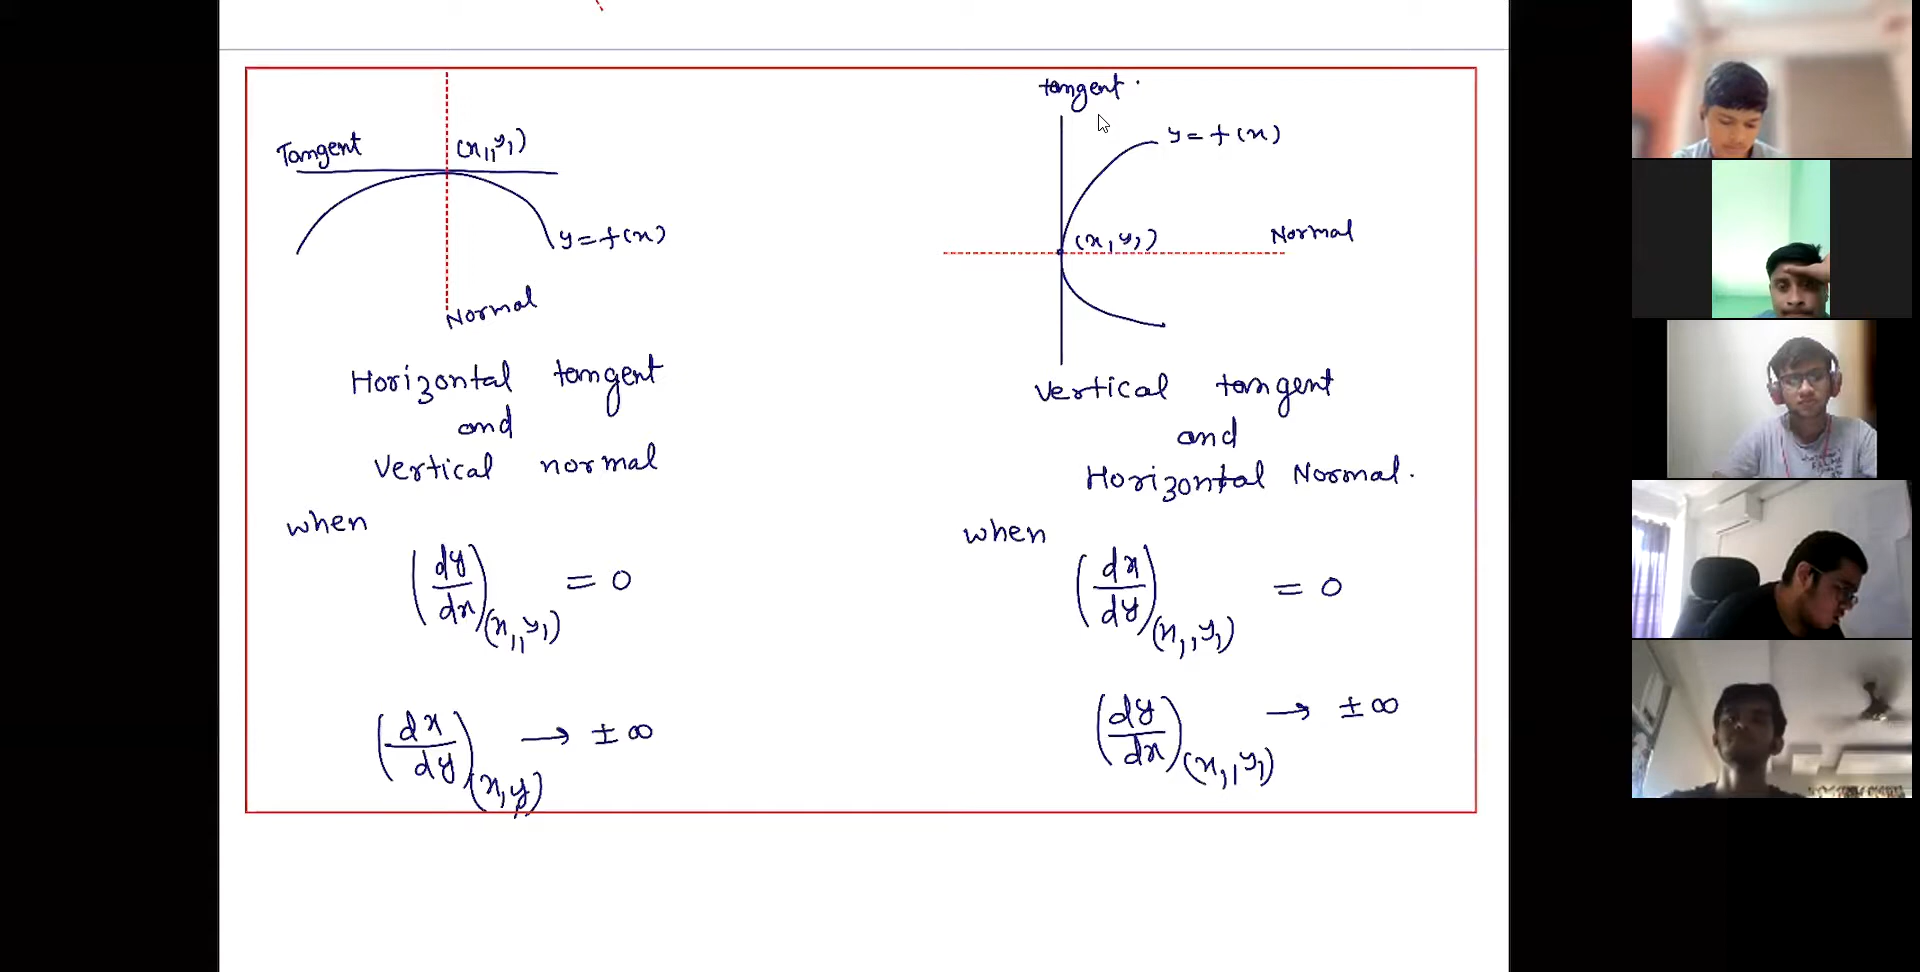 Tangent
(x₁, y₁)
y = f(x)
Normal
Horizontal tangent
and
Vertical normal
when
(dy/dx)(x₁, y₁) = 0
(dx/dy)(x, y) → ± ∞
tangent.
y = f(x)
(x₁ y₁)
Normal
Vertical tangent
and
Horizontal Normal.
when
(dx/dy)(x₁, y₁) = 0
(dy/dx)(x₁, y₁) → ± ∞